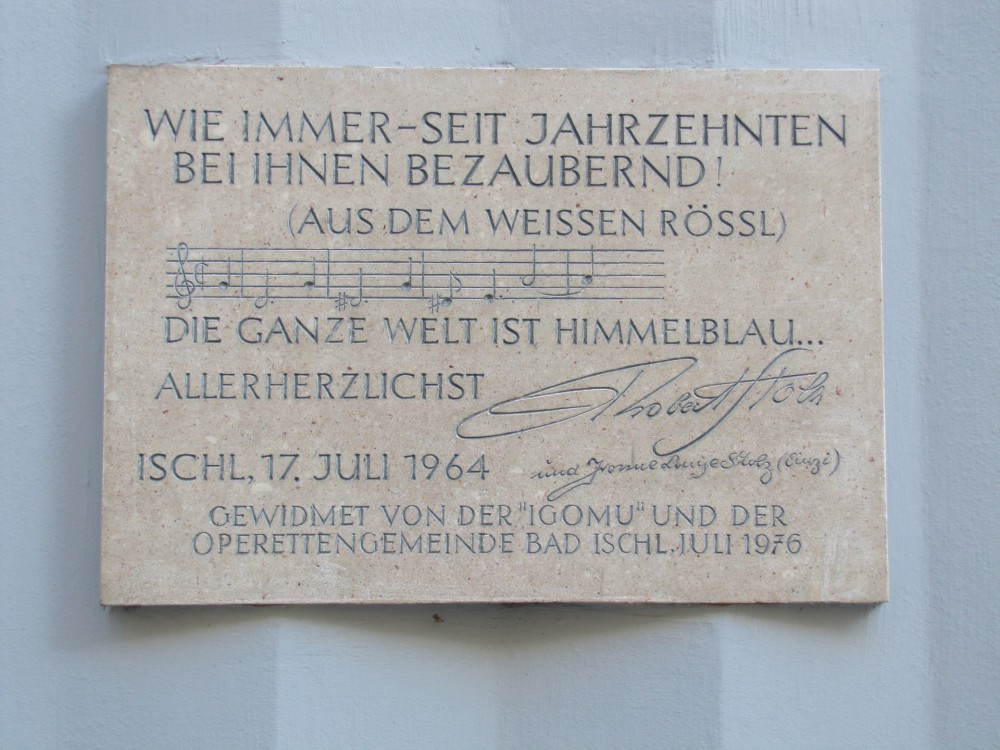 WIE IMMER – SEIT JAHRZEHNTEN
BEI IHNEN BEZAUBERND!
(AUS DEM WEISSEN RÖSSL)
DIE GANZE WELT IST HIMMELBLAU...
ALLERHERZLICHST Robert Stolz
ISCHL, 17. JULI 1964
und Yvonne Louise Stolz (Einzi)
GEWIDMET VON DER "IGOMU" UND DER
OPERETTENGEMEINDE BAD ISCHL, JULI 1976